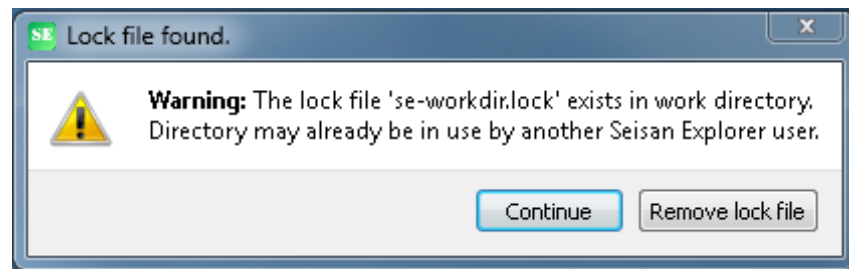 SE Lock file found.
Warning: The lock file 'se-workdir.lock' exists in work directory.
Directory may already be in use by another Seisan Explorer user.
Continue Remove lock file